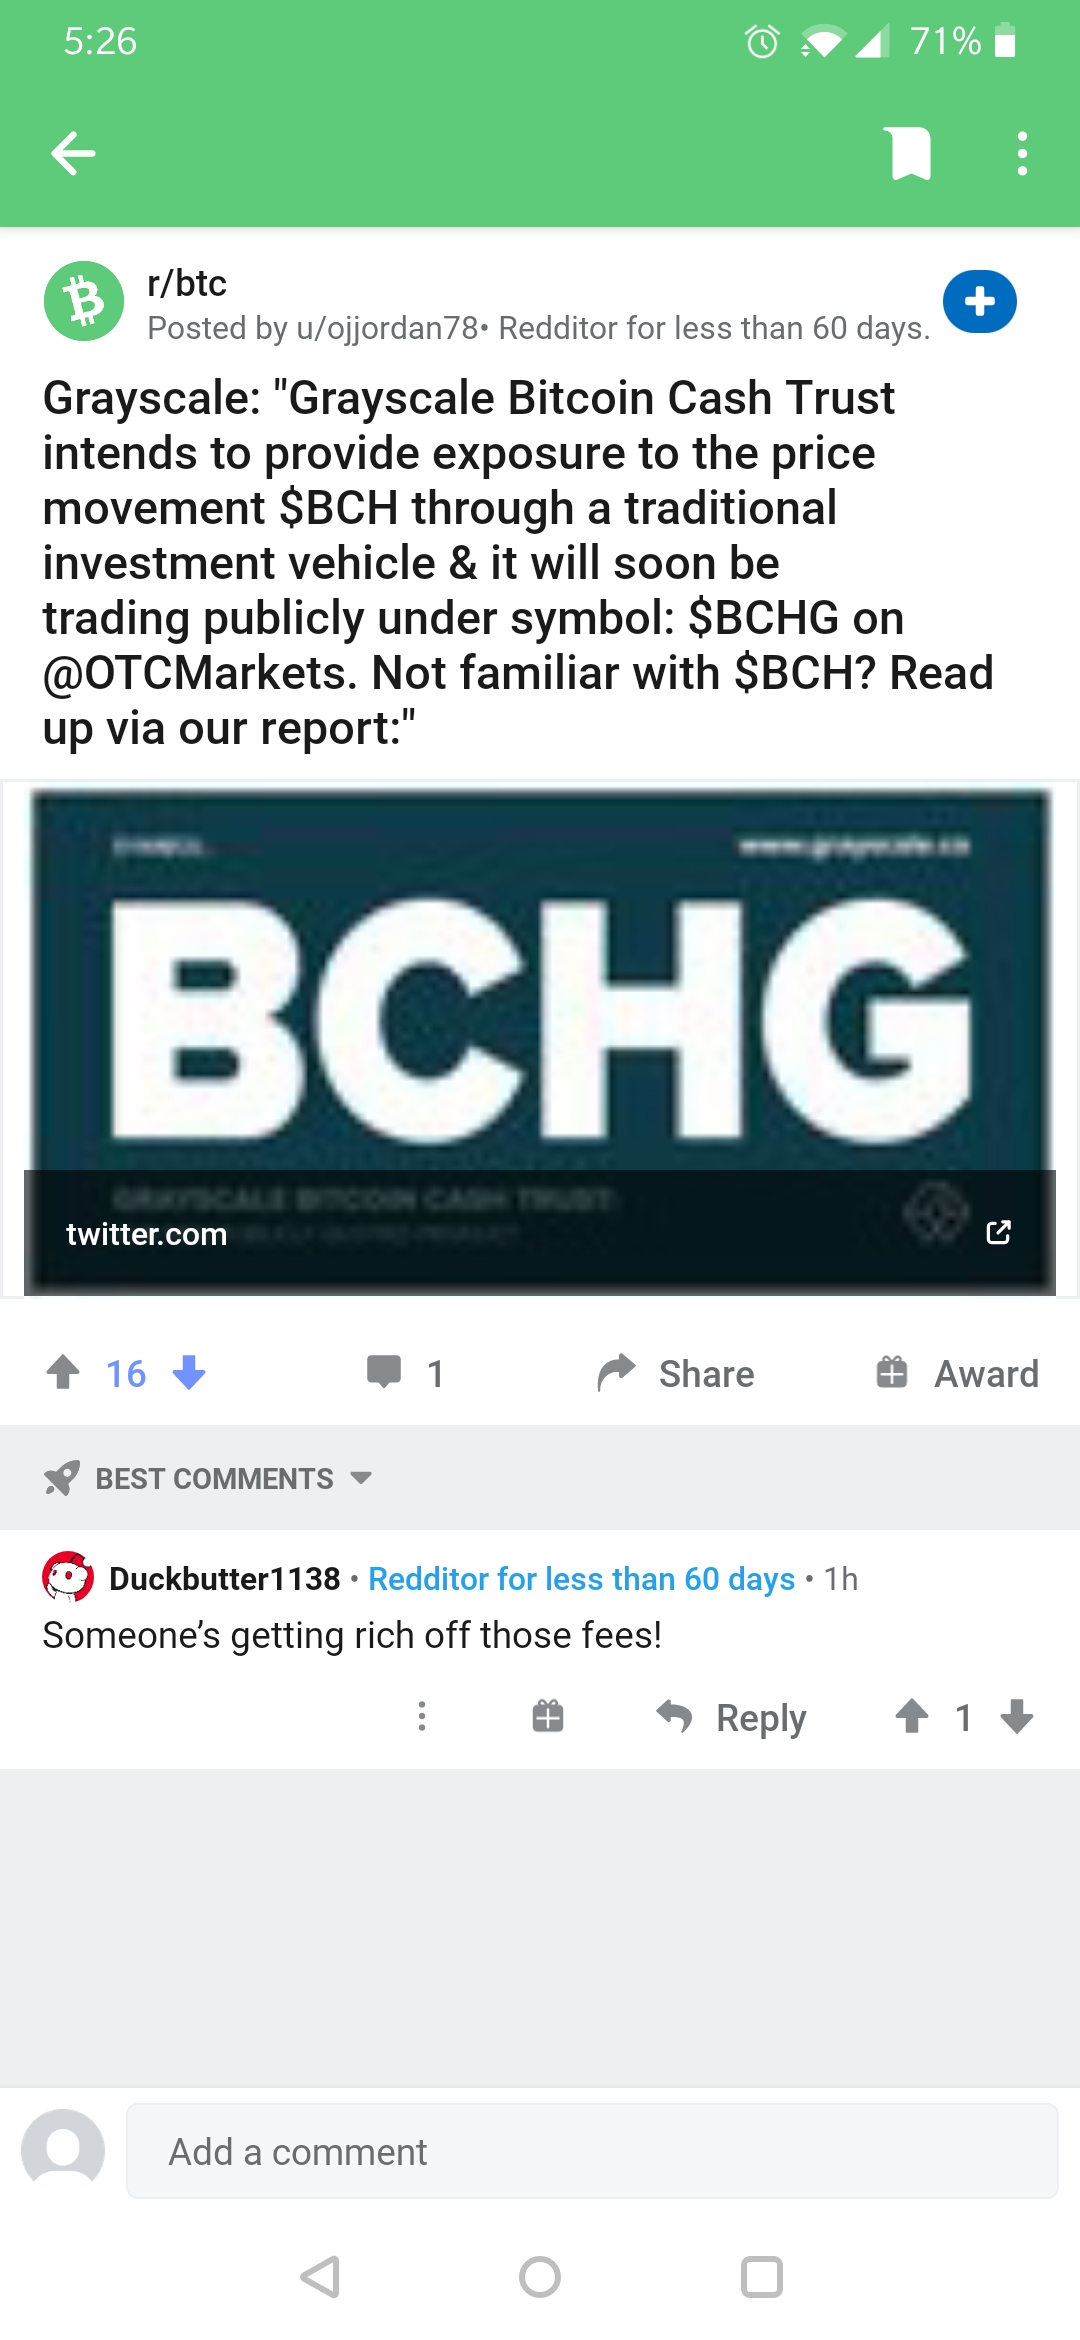 5:26
71%
r/btc
Posted by u/ojjordan78• Redditor for less than 60 days.
Grayscale: "Grayscale Bitcoin Cash Trust
intends to provide exposure to the price
movement $BCH through a traditional
investment vehicle & it will soon be
trading publicly under symbol: $BCHG on
@OTCMarkets. Not familiar with $BCH? Read
up via our report:"
SYMBOL:
www.grayscale.co
BCHG
GRAYSCALE BITCOIN CASH TRUST
twitter.com
16
1
Share
Award
BEST COMMENTS
Duckbutter1138 • Redditor for less than 60 days • 1h
Someone’s getting rich off those fees!
Reply
1
Add a comment